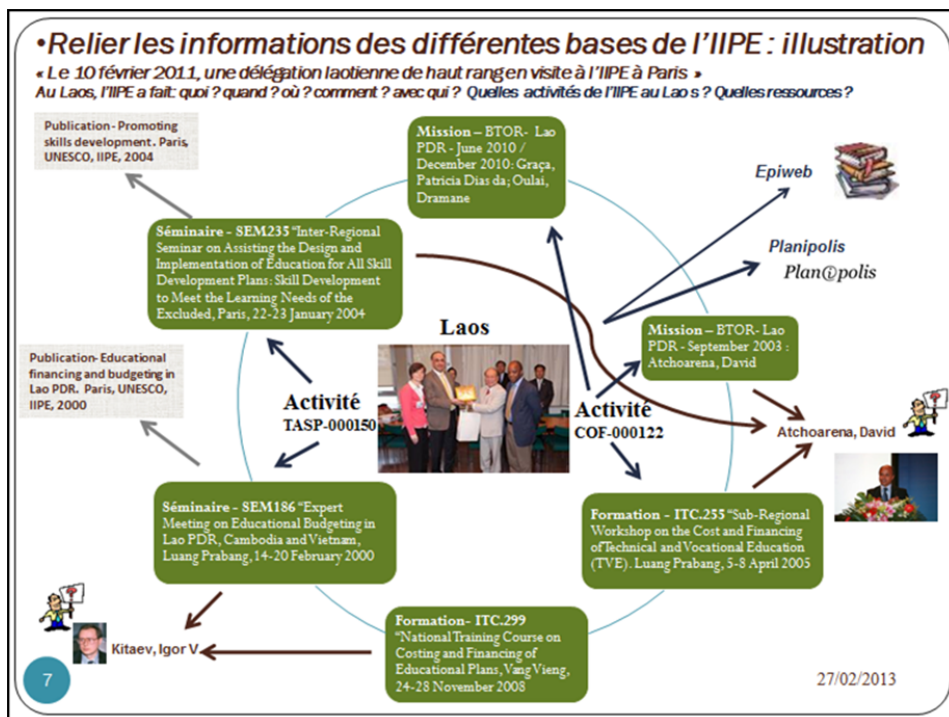 •Relier les informations des différentes bases de l'IIPE : illustration
« Le 10 février 2011, une délégation laotienne de haut rang en visite à l'IIPE à Paris »
Au Laos, l'IIPE a fait: quoi ? quand ? où ? comment ? avec qui ? Quelles activités de l'IIPE au Lao s ? Quelles ressources ?
Publication - Promoting
skills development. Paris,
UNESCO, IIPE, 2004
Mission – BTOR- Lao
PDR - June 2010 /
December 2010: Graça,
Patricia Dias da; Oulai,
Dramane
Epiweb
Séminaire - SEM235 "Inter-Regional
Seminar on Assisting the Design and
Implementation of Education for All Skill
Development Plans: Skill Development
to Meet the Learning Needs of the
Excluded, Paris, 22-23 January 2004
Planipolis
Plan@polis
Laos
Mission – BTOR- Lao
PDR - September 2003 :
Atchoarena, David
Publication- Educational
financing and budgeting in
Lao PDR. Paris, UNESCO,
IIPE, 2000
Activité
TASP-000150
Activité
COF-000122
Atchoarena, David
Séminaire - SEM186 "Expert
Meeting on Educational Budgeting in
Lao PDR, Cambodia and Vietnam,
Luang Prabang, 14-20 February 2000
Formation - ITC.255 "Sub-Regional
Workshop on the Cost and Financing
of Technical and Vocational Education
(TVE). Luang Prabang, 5-8 April 2005
Formation- ITC.299
"National Training Course on
Costing and Financing of
Educational Plans, Vang Vieng,
24-28 November 2008
Kitaev, Igor V
7
27/02/2013